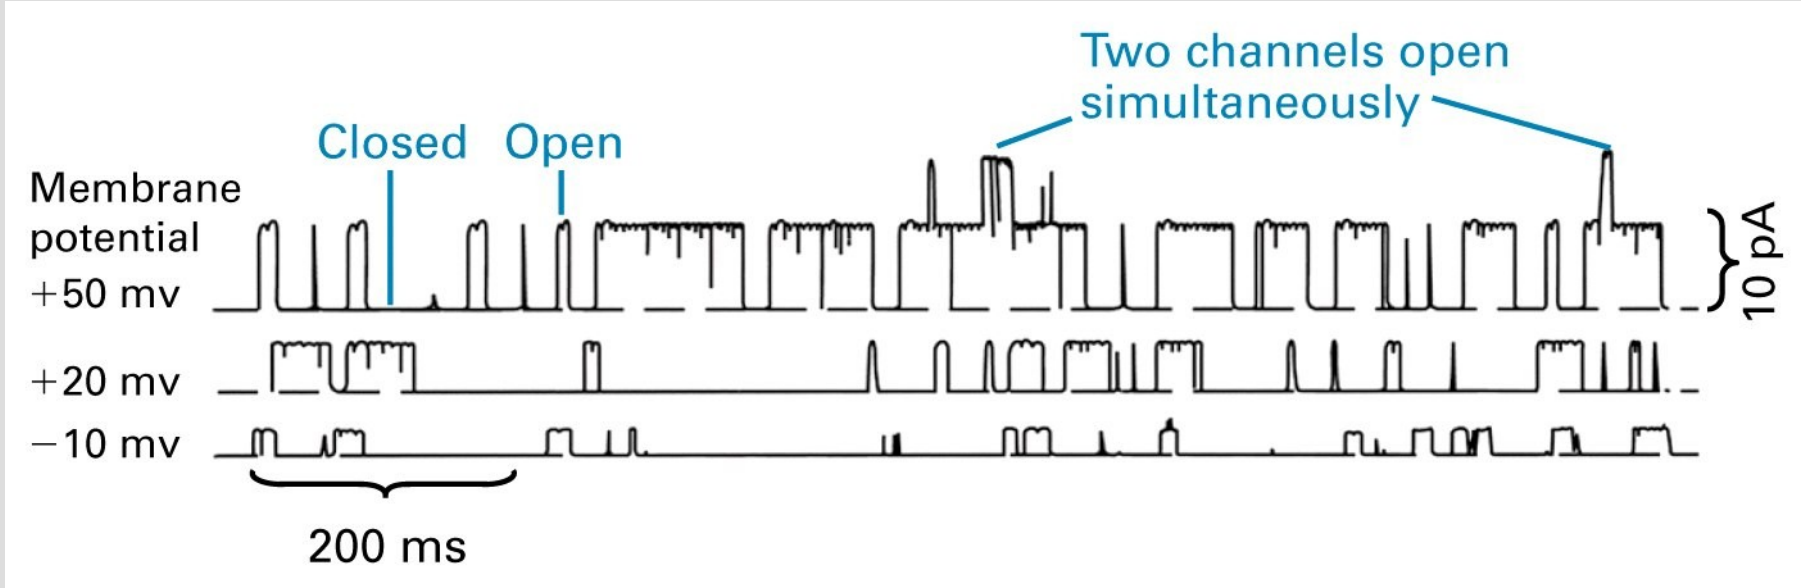 Two channels open
simultaneously
Closed
Open
Membrane
potential
+50 mv
10 pA
+20 mv
−10 mv
200 ms